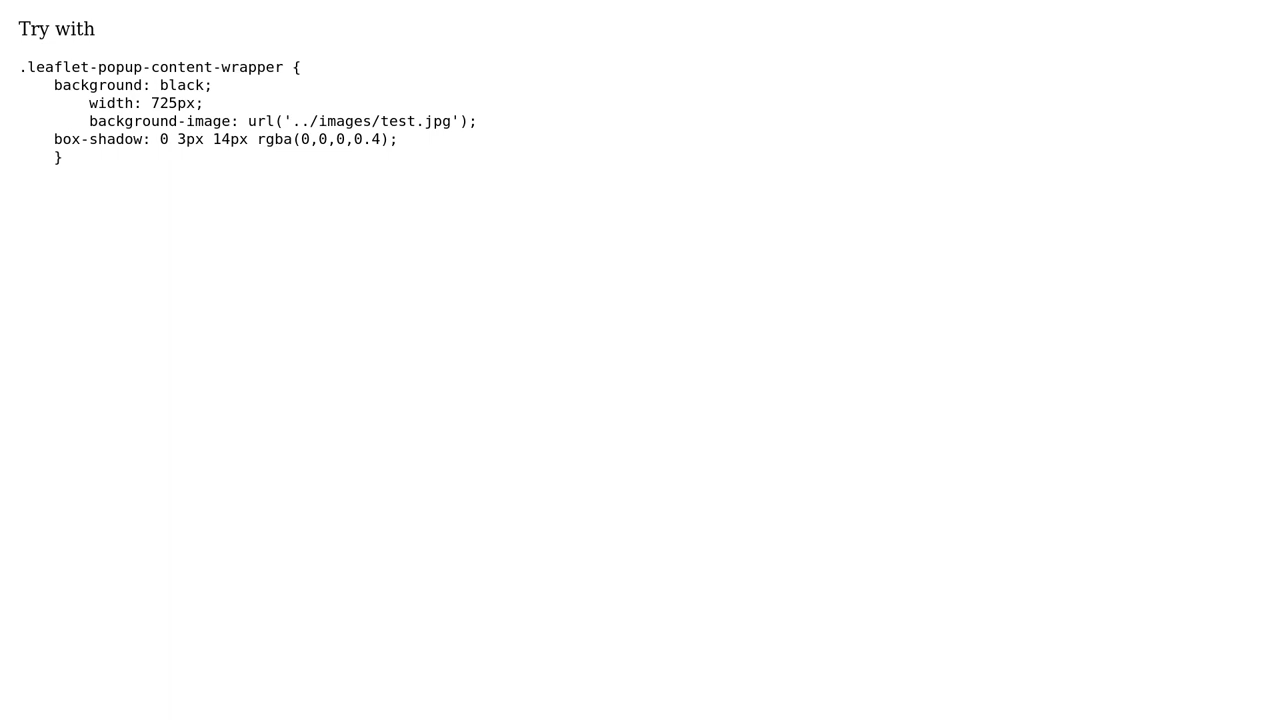 Try with
.leaflet-popup-content-wrapper {
    background: black;
        width: 725px;
        background-image: url('../images/test.jpg');
    box-shadow: 0 3px 14px rgba(0,0,0,0.4);
    }